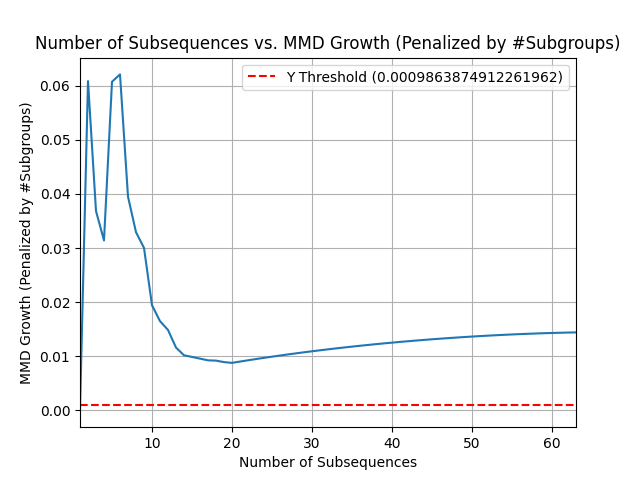 Number of Subsequences vs. MMD Growth (Penalized by #Subgroups)
Y Threshold (0.0009863874912261962)
MMD Growth (Penalized by #Subgroups)
0.06
0.05
0.04
0.03
0.02
0.01
0.00
10 20 30 40 50 60
Number of Subsequences